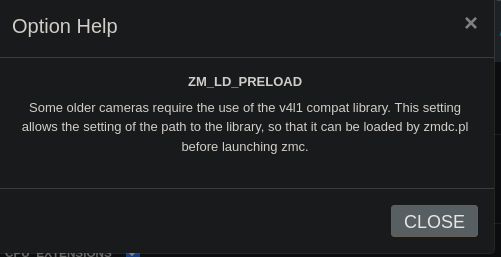 Option Help
×
ZM_LD_PRELOAD
Some older cameras require the use of the v4l1 compat library. This setting
allows the setting of the path to the library, so that it can be loaded by zmdc.pl
before launching zmc.
CLOSE
CPU_EXTENSIONS